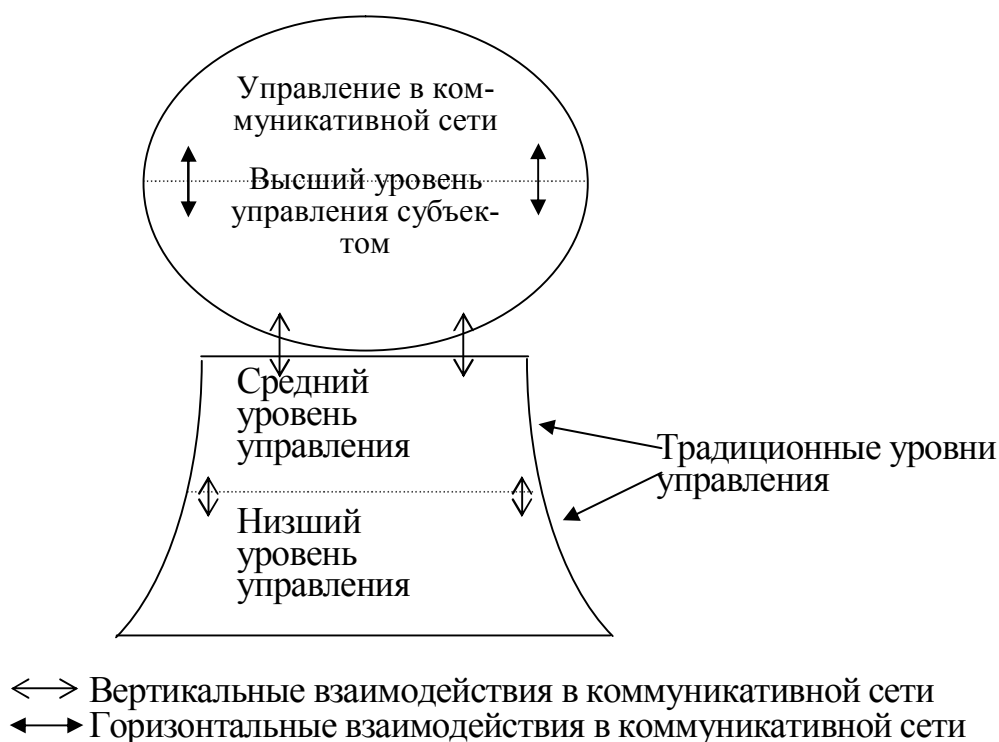 Управление в ком-
муникативной сети
Высший уровень
управления субъек-
том
Средний
уровень
управления
Традиционные уровни
управления
Низший
уровень
управления
Вертикальные взаимодействия в коммуникативной сети
Горизонтальные взаимодействия в коммуникативной сети